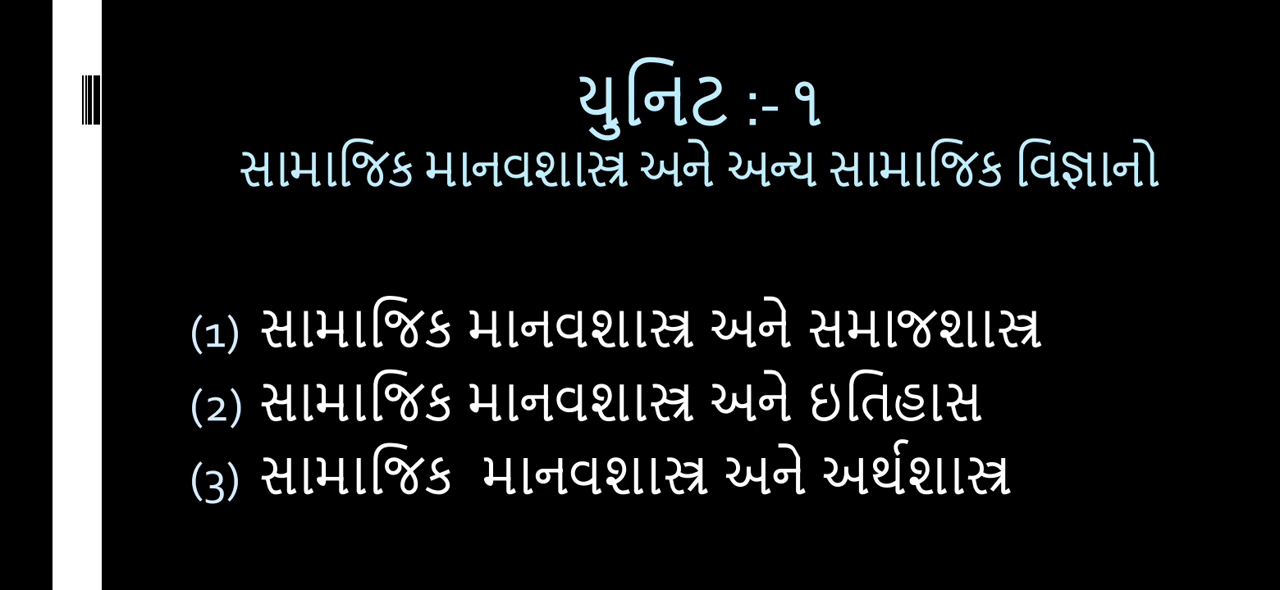 યુનિટ :- ૧
સામાજિક માનવશાસ્ત્ર અને અન્ય સામાજિક વિજ્ઞાનો
(1) સામાજિક માનવશાસ્ત્ર અને સમાજશાસ્ત્ર
(2) સામાજિક માનવશાસ્ત્ર અને ઇતિહાસ
(3) સામાજિક માનવશાસ્ત્ર અને અર્થશાસ્ત્ર